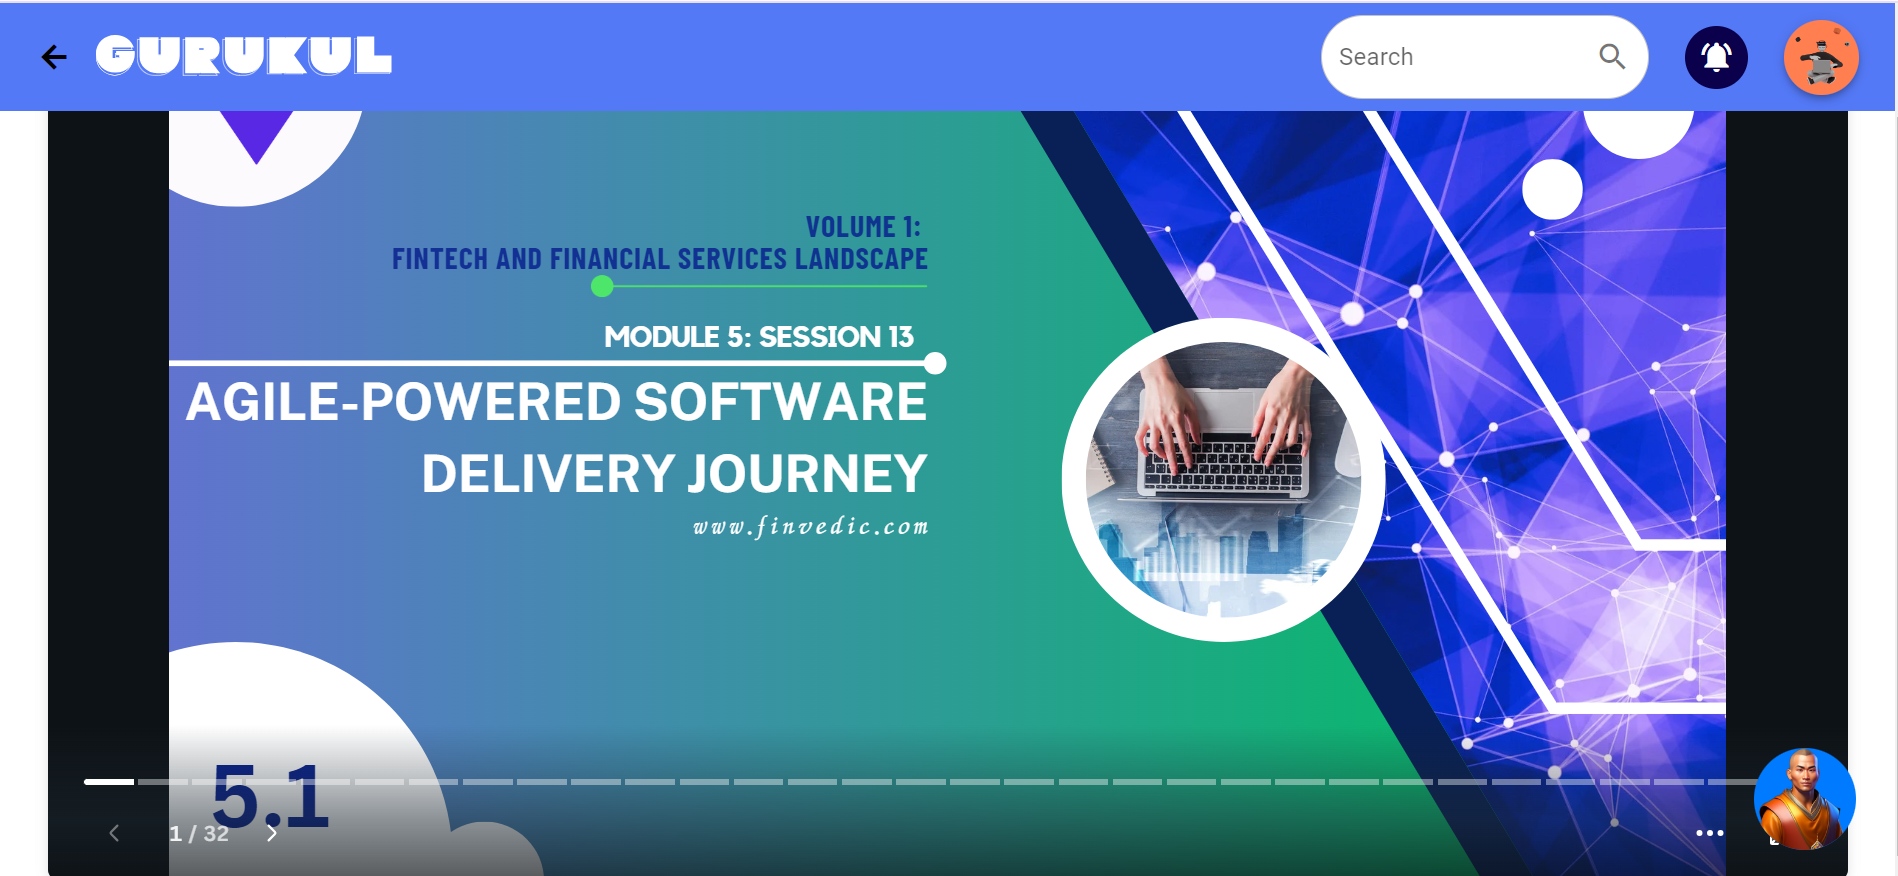 GURUKUL
Search
VOLUME 1:
FINTECH AND FINANCIAL SERVICES LANDSCAPE
MODULE 5: SESSION 13
AGILE-POWERED SOFTWARE
DELIVERY JOURNEY
www.finvedic.com
5.1
1 / 32